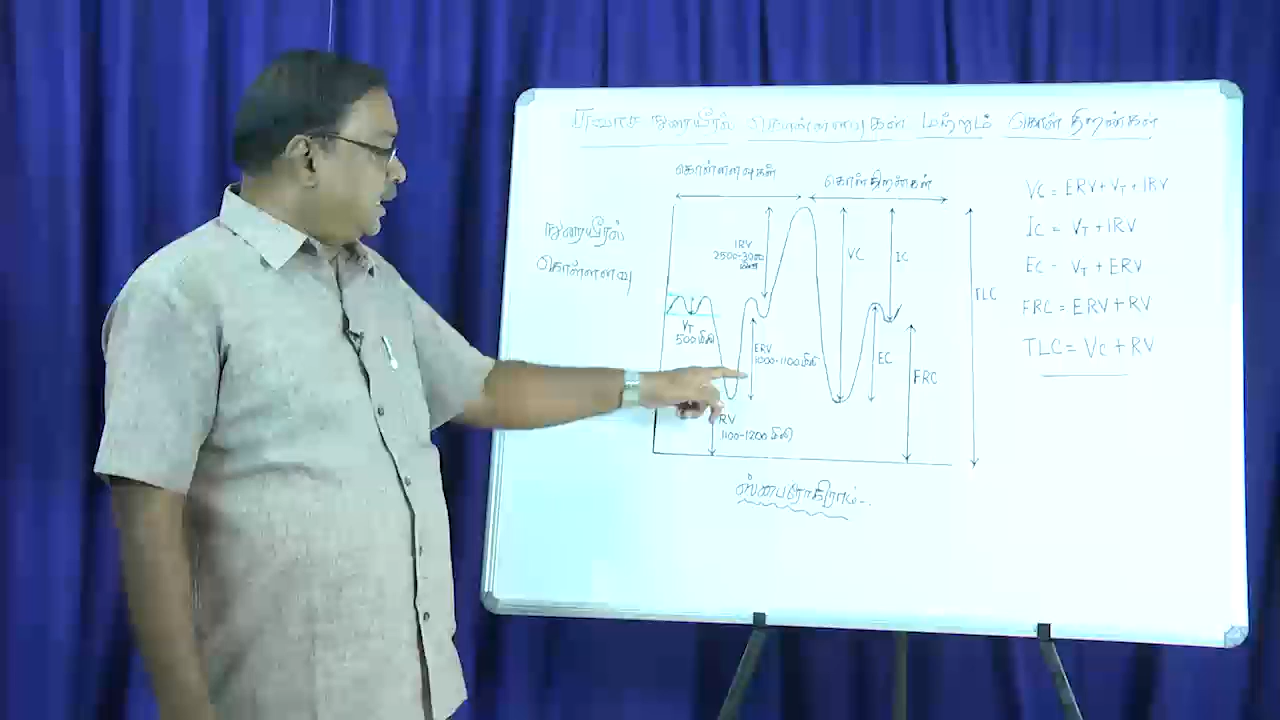 சுவாச நுரையீரல் கொள்ளளவுகள் மற்றும் கொள் திறன்கள்
கொள்ளளவுகள்
கொள்திறன்கள்
நுரையீரல்
கொள்ளளவு
IRV
2500-3000
மிலி
VC
IC
TLC
VT
500 மிலி
ERV
1000-1100 மிலி
EC
FRC
RV
1100-1200 மிலி
ஸ்பைரோகிராம்.
VC = ERV + VT + IRV
IC = VT + IRV
EC - VT + ERV
FRC = ERV + RV
TLC = VC + RV